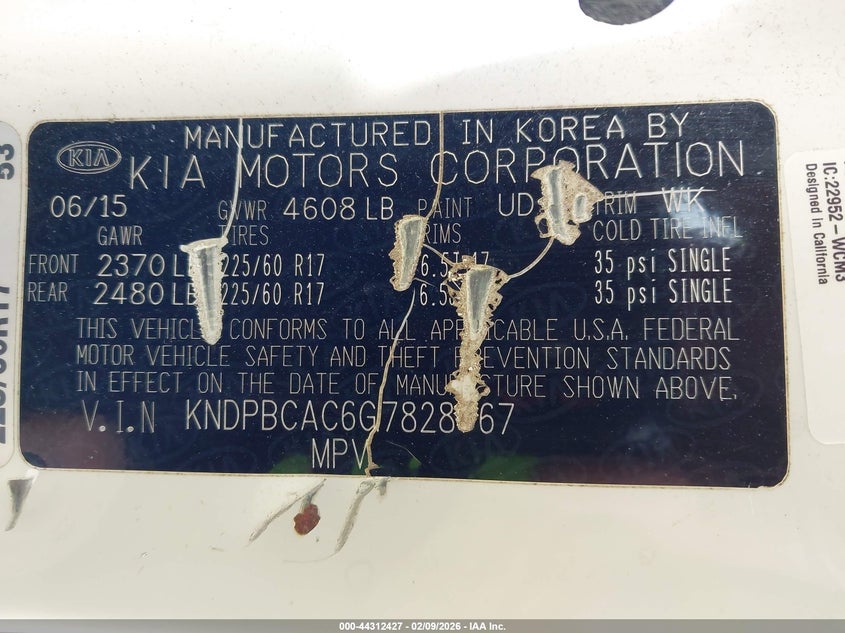 MANUFACTURED IN KOREA BY
KIA KIA MOTORS CORPORATION
06/15 GVWR 4608 LB PAINT UD TRIM WK
GAWR TIRES RIMS COLD TIRE INFL
FRONT 2370 LB 225/60 R17 35 psi SINGLE
REAR 2480 LB 225/60 R17 35 psi SINGLE
THIS VEHICLE CONFORMS TO ALL APPLICABLE U.S.A. FEDERAL
MOTOR VEHICLE SAFETY AND THEFT PREVENTION STANDARDS
IN EFFECT ON THE DATE OF MANUFACTURE SHOWN ABOVE.
V.I.N
MPV
IC:22952-WCM3
Designed in California
53
000-44312427 - 02/09/2026 - IAA Inc.